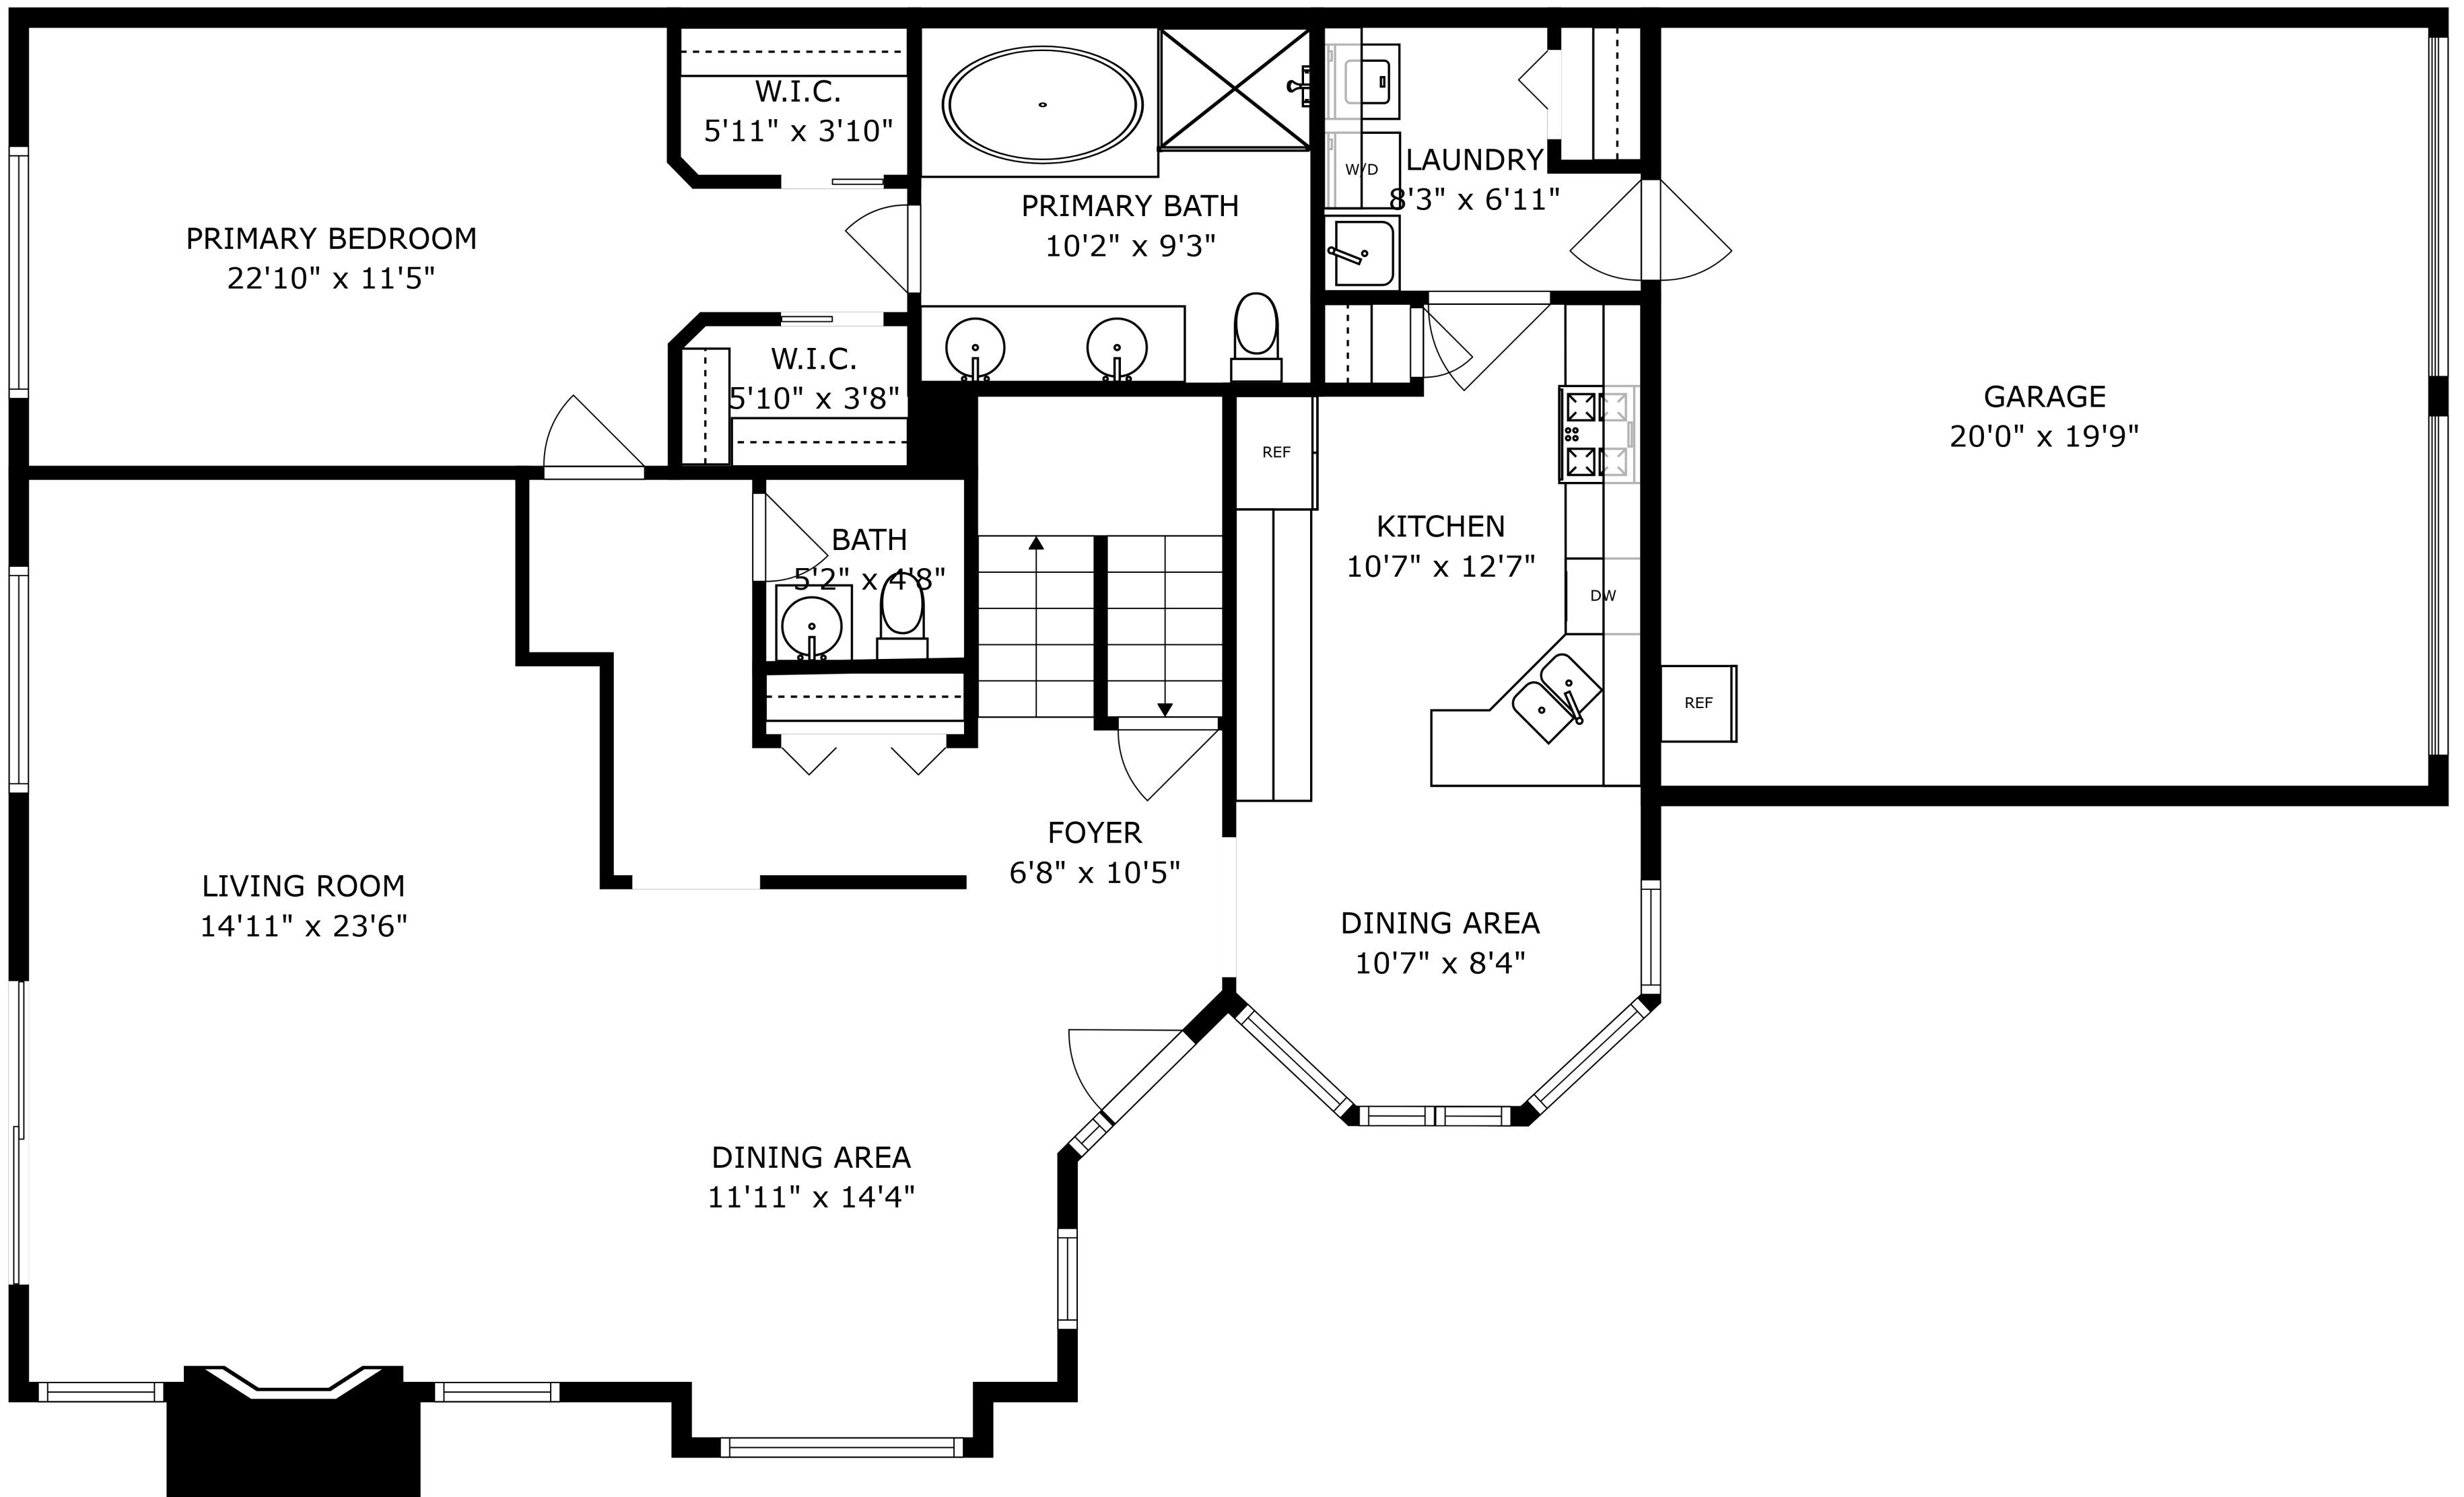 W.I.C.
5'11" x 3'10"
PRIMARY BEDROOM
22'10" x 11'5"
PRIMARY BATH
10'2" x 9'3"
W/D
LAUNDRY
8'3" x 6'11"
W.I.C.
5'10" x 3'8"
GARAGE
20'0" x 19'9"
REF
BATH
5'2" x 4'8"
KITCHEN
10'7" x 12'7"
DW
REF
FOYER
6'8" x 10'5"
LIVING ROOM
14'11" x 23'6"
DINING AREA
10'7" x 8'4"
DINING AREA
11'11" x 14'4"